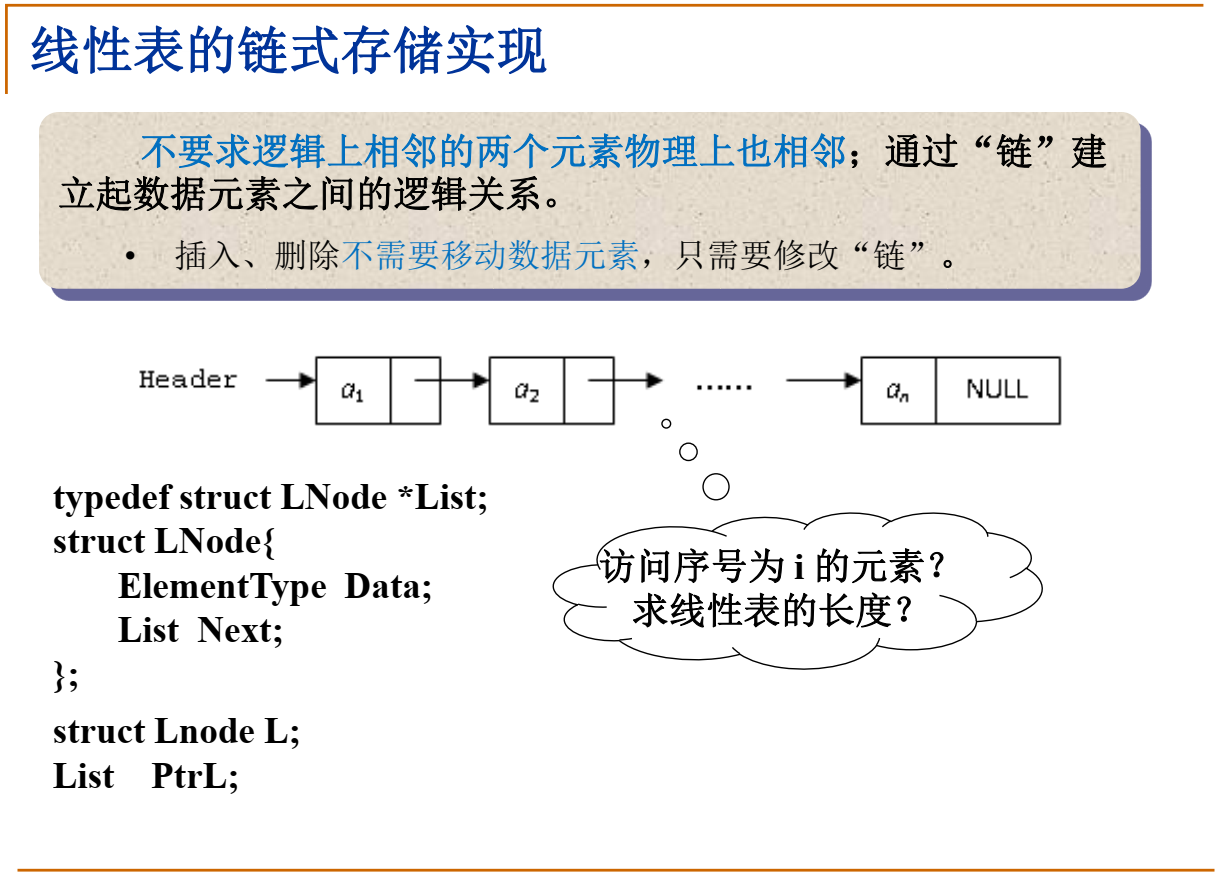 线性表的链式存储实现
不要求逻辑上相邻的两个元素物理上也相邻；通过“链”建
立起数据元素之间的逻辑关系。
• 插入、删除不需要移动数据元素，只需要修改“链”。
Header a1 a2 …… an NULL
typedef struct LNode *List;
struct LNode{
ElementType Data;
List Next;
};
struct Lnode L;
List PtrL;
访问序号为 i 的元素？
求线性表的长度？